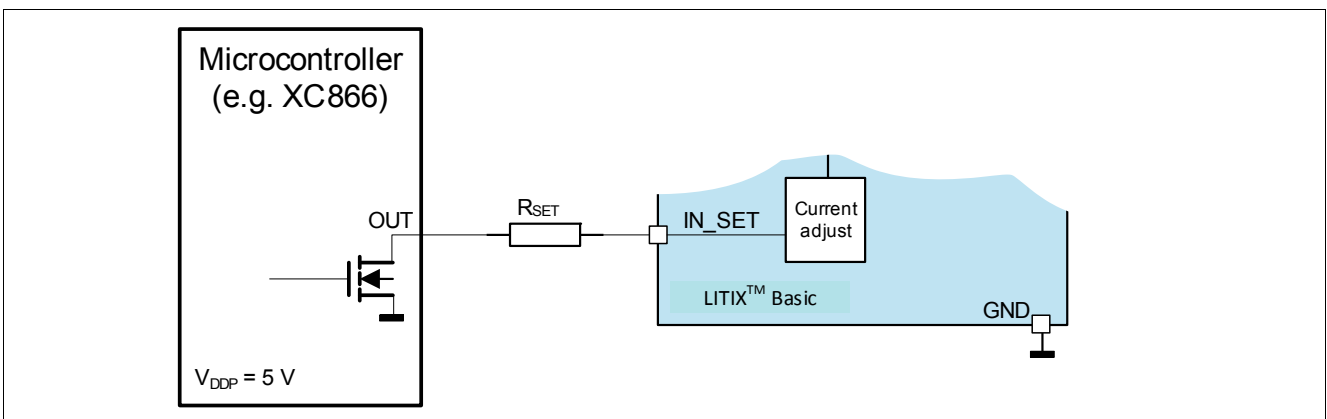 Microcontroller
(e.g. XC866)
OUT
RSET
IN_SET
Current
adjust
LITIX™ Basic
GND
VDDP = 5 V